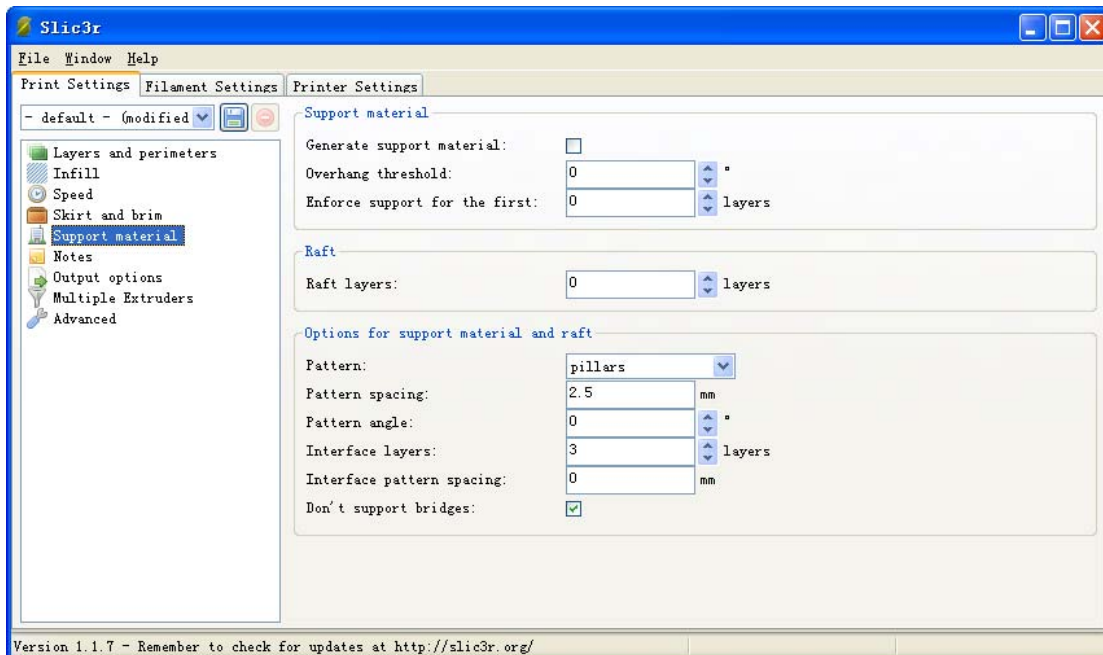 Slic3r
File Window Help
Print Settings Filament Settings Printer Settings
- default - (modified
Layers and perimeters
Infill
Speed
Skirt and brim
Support material
Notes
Output options
Multiple Extruders
Advanced
Support material
Generate support material:
Overhang threshold: 0 °
Enforce support for the first: 0 layers
Raft
Raft layers: 0 layers
Options for support material and raft
Pattern: pillars
Pattern spacing: 2.5 mm
Pattern angle: 0 °
Interface layers: 3 layers
Interface pattern spacing: 0 mm
Don't support bridges:
Version 1.1.7 - Remember to check for updates at http://slic3r.org/